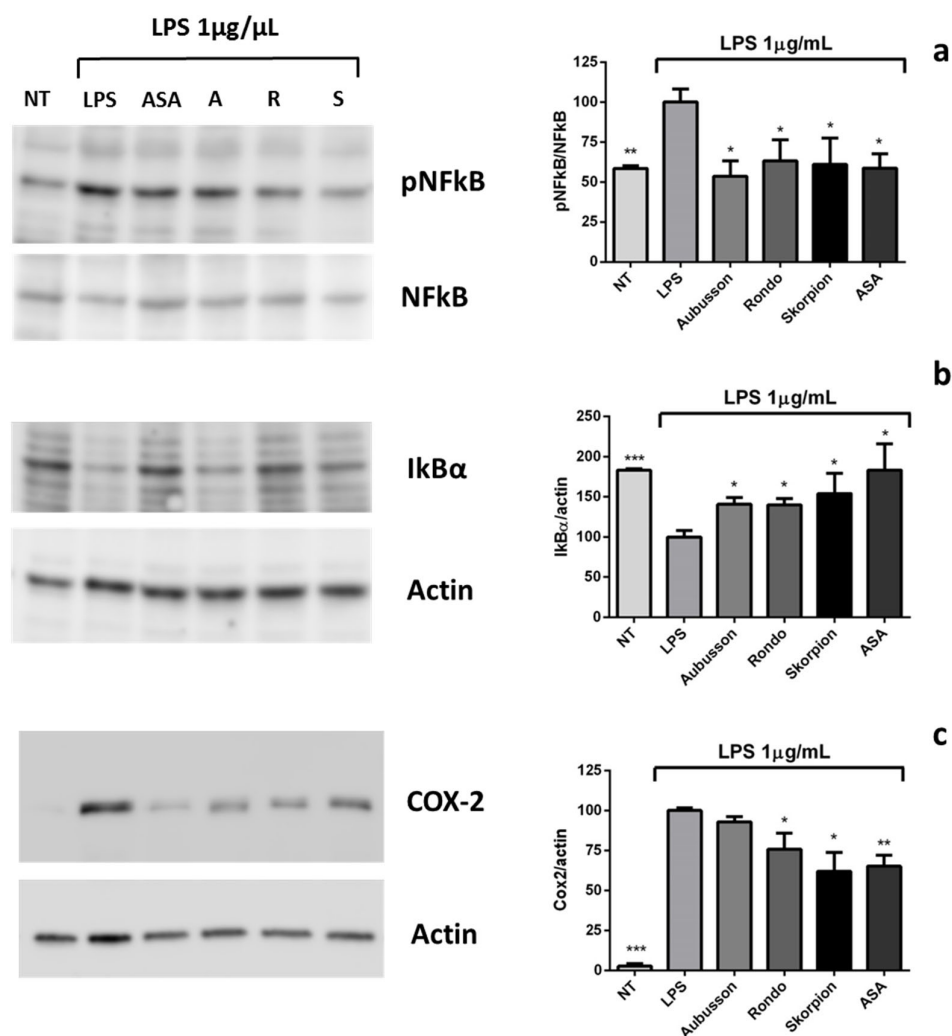 LPS 1µg/µL
NT LPS ASA A R S
pNFkB
NFkB
IkBα
Actin
COX-2
Actin
a
LPS 1µg/mL
pNFkB/NFkB
125
100
75
50
25
0
** * * * *
NT LPS Aubusson Rondo Skorpion ASA
b
LPS 1µg/mL
IkBα/actin
250
200
150
100
50
0
*** * * * *
NT LPS Aubusson Rondo Skorpion ASA
c
LPS 1µg/mL
Cox2/actin
125
100
75
50
25
0
*** * * **
NT LPS Aubusson Rondo Skorpion ASA